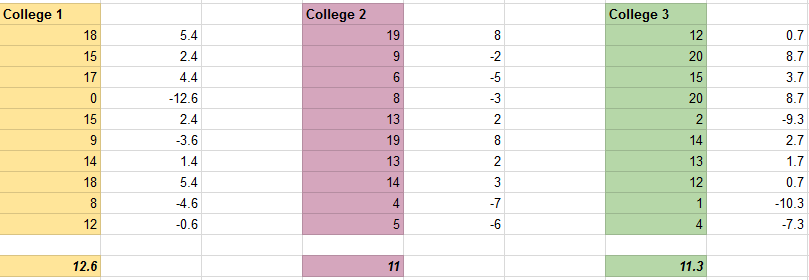 College 1 College 2 College 3
18 5.4 19 8 12 0.7
15 2.4 9 -2 20 8.7
17 4.4 6 -5 15 3.7
0 -12.6 8 -3 20 8.7
15 2.4 13 2 2 -9.3
9 -3.6 19 8 14 2.7
14 1.4 13 2 13 1.7
18 5.4 14 3 12 0.7
8 -4.6 4 -7 1 -10.3
12 -0.6 5 -6 4 -7.3
12.6 11 11.3